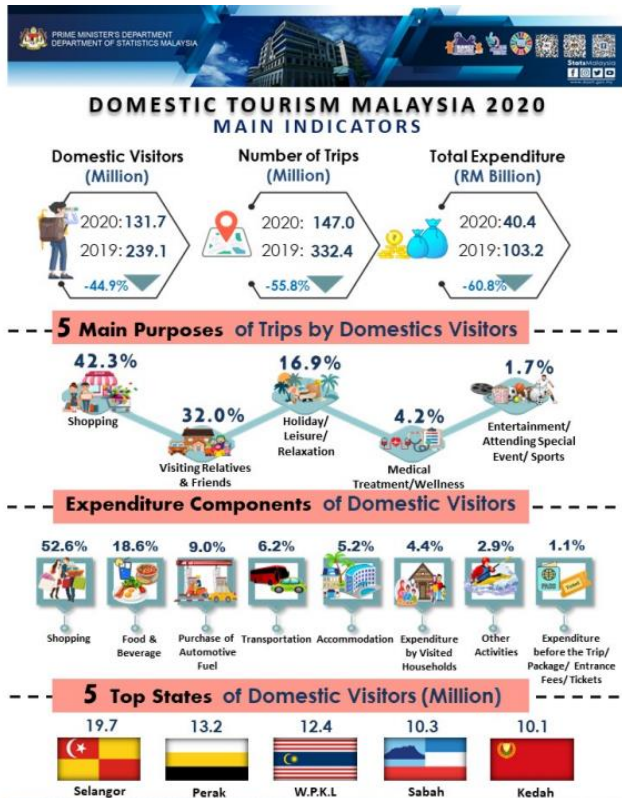 PRIME MINISTER'S DEPARTMENT
DEPARTMENT OF STATISTICS MALAYSIA
StatsMalaysia
DOMESTIC TOURISM MALAYSIA 2020
MAIN INDICATORS
Domestic Visitors
(Million)
2020: 131.7
2019: 239.1
-44.9%
Number of Trips
(Million)
2020: 147.0
2019: 332.4
-55.8%
Total Expenditure
(RM Billion)
2020: 40.4
2019: 103.2
-60.8%
5 Main Purposes of Trips by Domestics Visitors
42.3%
Shopping
32.0%
Visiting Relatives
& Friends
16.9%
Holiday/
Leisure/
Relaxation
4.2%
Medical
Treatment/Wellness
1.7%
Entertainment/
Attending Special
Event/ Sports
Expenditure Components of Domestic Visitors
52.6%
Shopping
18.6%
Food &
Beverage
9.0%
Purchase of
Automotive
Fuel
6.2%
Transportation
5.2%
Accommodation
4.4%
Expenditure
by Visited
Households
2.9%
Other
Activities
1.1%
Expenditure
before the Trip/
Package/ Entrance
Fees/ Tickets
5 Top States of Domestic Visitors (Million)
19.7
Selangor
13.2
Perak
12.4
W.P.K.L
10.3
Sabah
10.1
Kedah